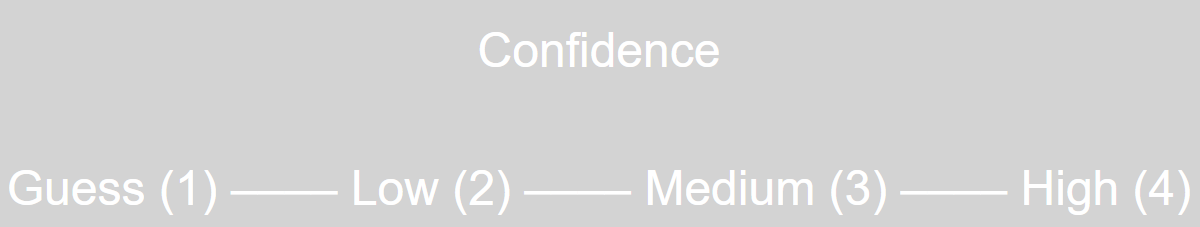 Confidence
Guess (1) —— Low (2) —— Medium (3) —— High (4)